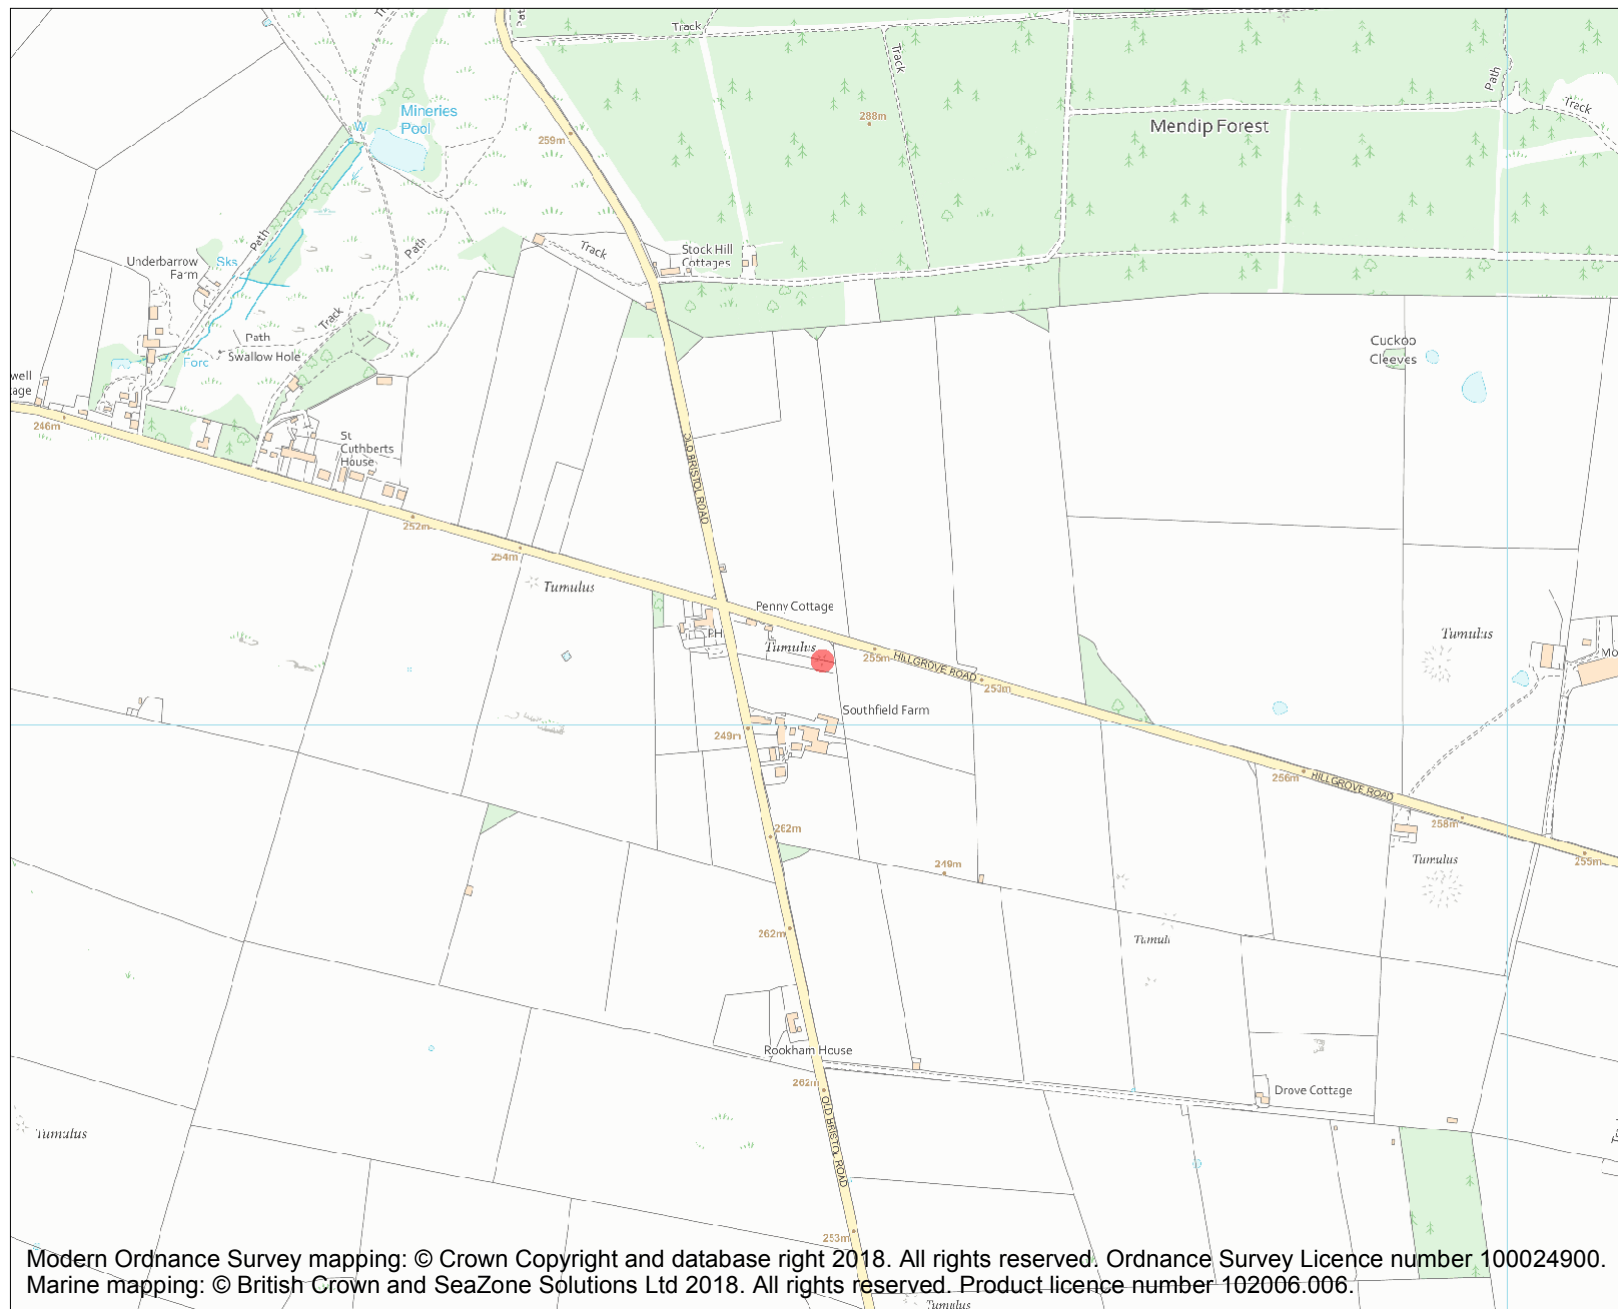 Track
Path
Track
Track
Path
Track
Mineries
Pool
W
259m
288m
Mendip Forest
Path
Path
Track
Stock Hill
Cottages
Underbarrow
Farm
Sks
Track
Path
Swallow Hole
Cuckoo
Cleeves
246m
St
Cuthberts
House
OLD BRISTOL ROAD
252m
254m
Tumulus
Penny Cottage
PH
Tumulus
255m
HILLGROVE ROAD
253m
Tumulus
Mo
Southfield Farm
249m
256m
HILLGROVE ROAD
258m
255m
262m
249m
Tumulus
262m
Tumuli
Rookham House
262m
Drove Cottage
OLD BRISTOL ROAD
Tumulus
253m
Modern Ordnance Survey mapping: © Crown Copyright and database right 2018. All rights reserved. Ordnance Survey Licence number 100024900.
Marine mapping: © British Crown and SeaZone Solutions Ltd 2018. All rights reserved. Product licence number 102006.006.
Tumulus